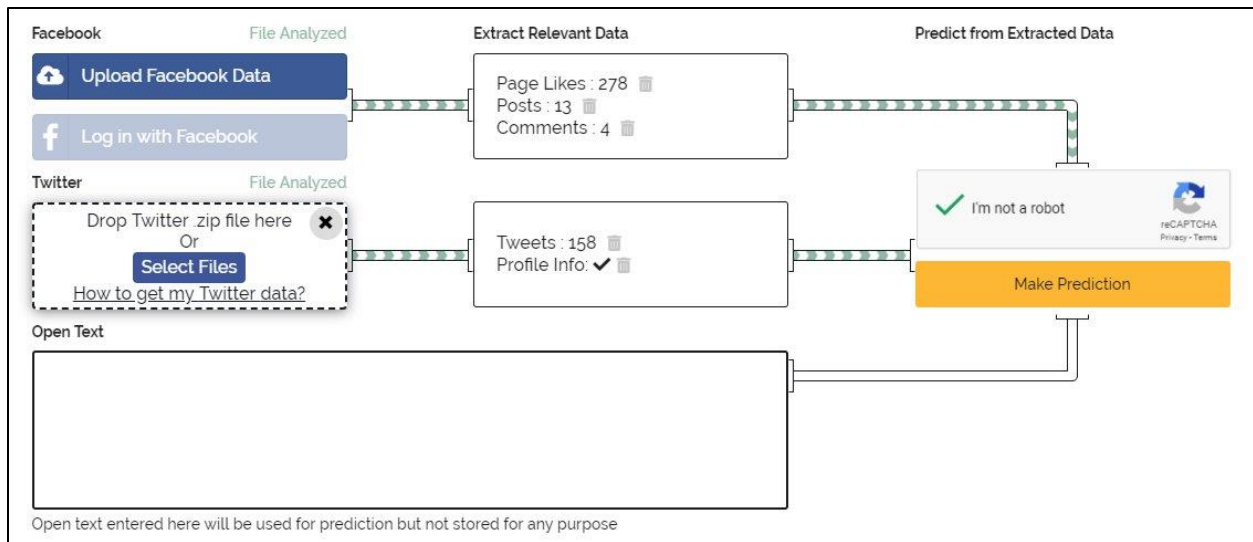 Facebook
File Analyzed
Extract Relevant Data
Predict from Extracted Data
Upload Facebook Data
Log in with Facebook
Page Likes : 278
Posts : 13
Comments : 4
Twitter
File Analyzed
Drop Twitter .zip file here
Or
Select Files
How to get my Twitter data?
Tweets : 158
Profile Info:
I'm not a robot
reCAPTCHA
Privacy - Terms
Make Prediction
Open Text
Open text entered here will be used for prediction but not stored for any purpose